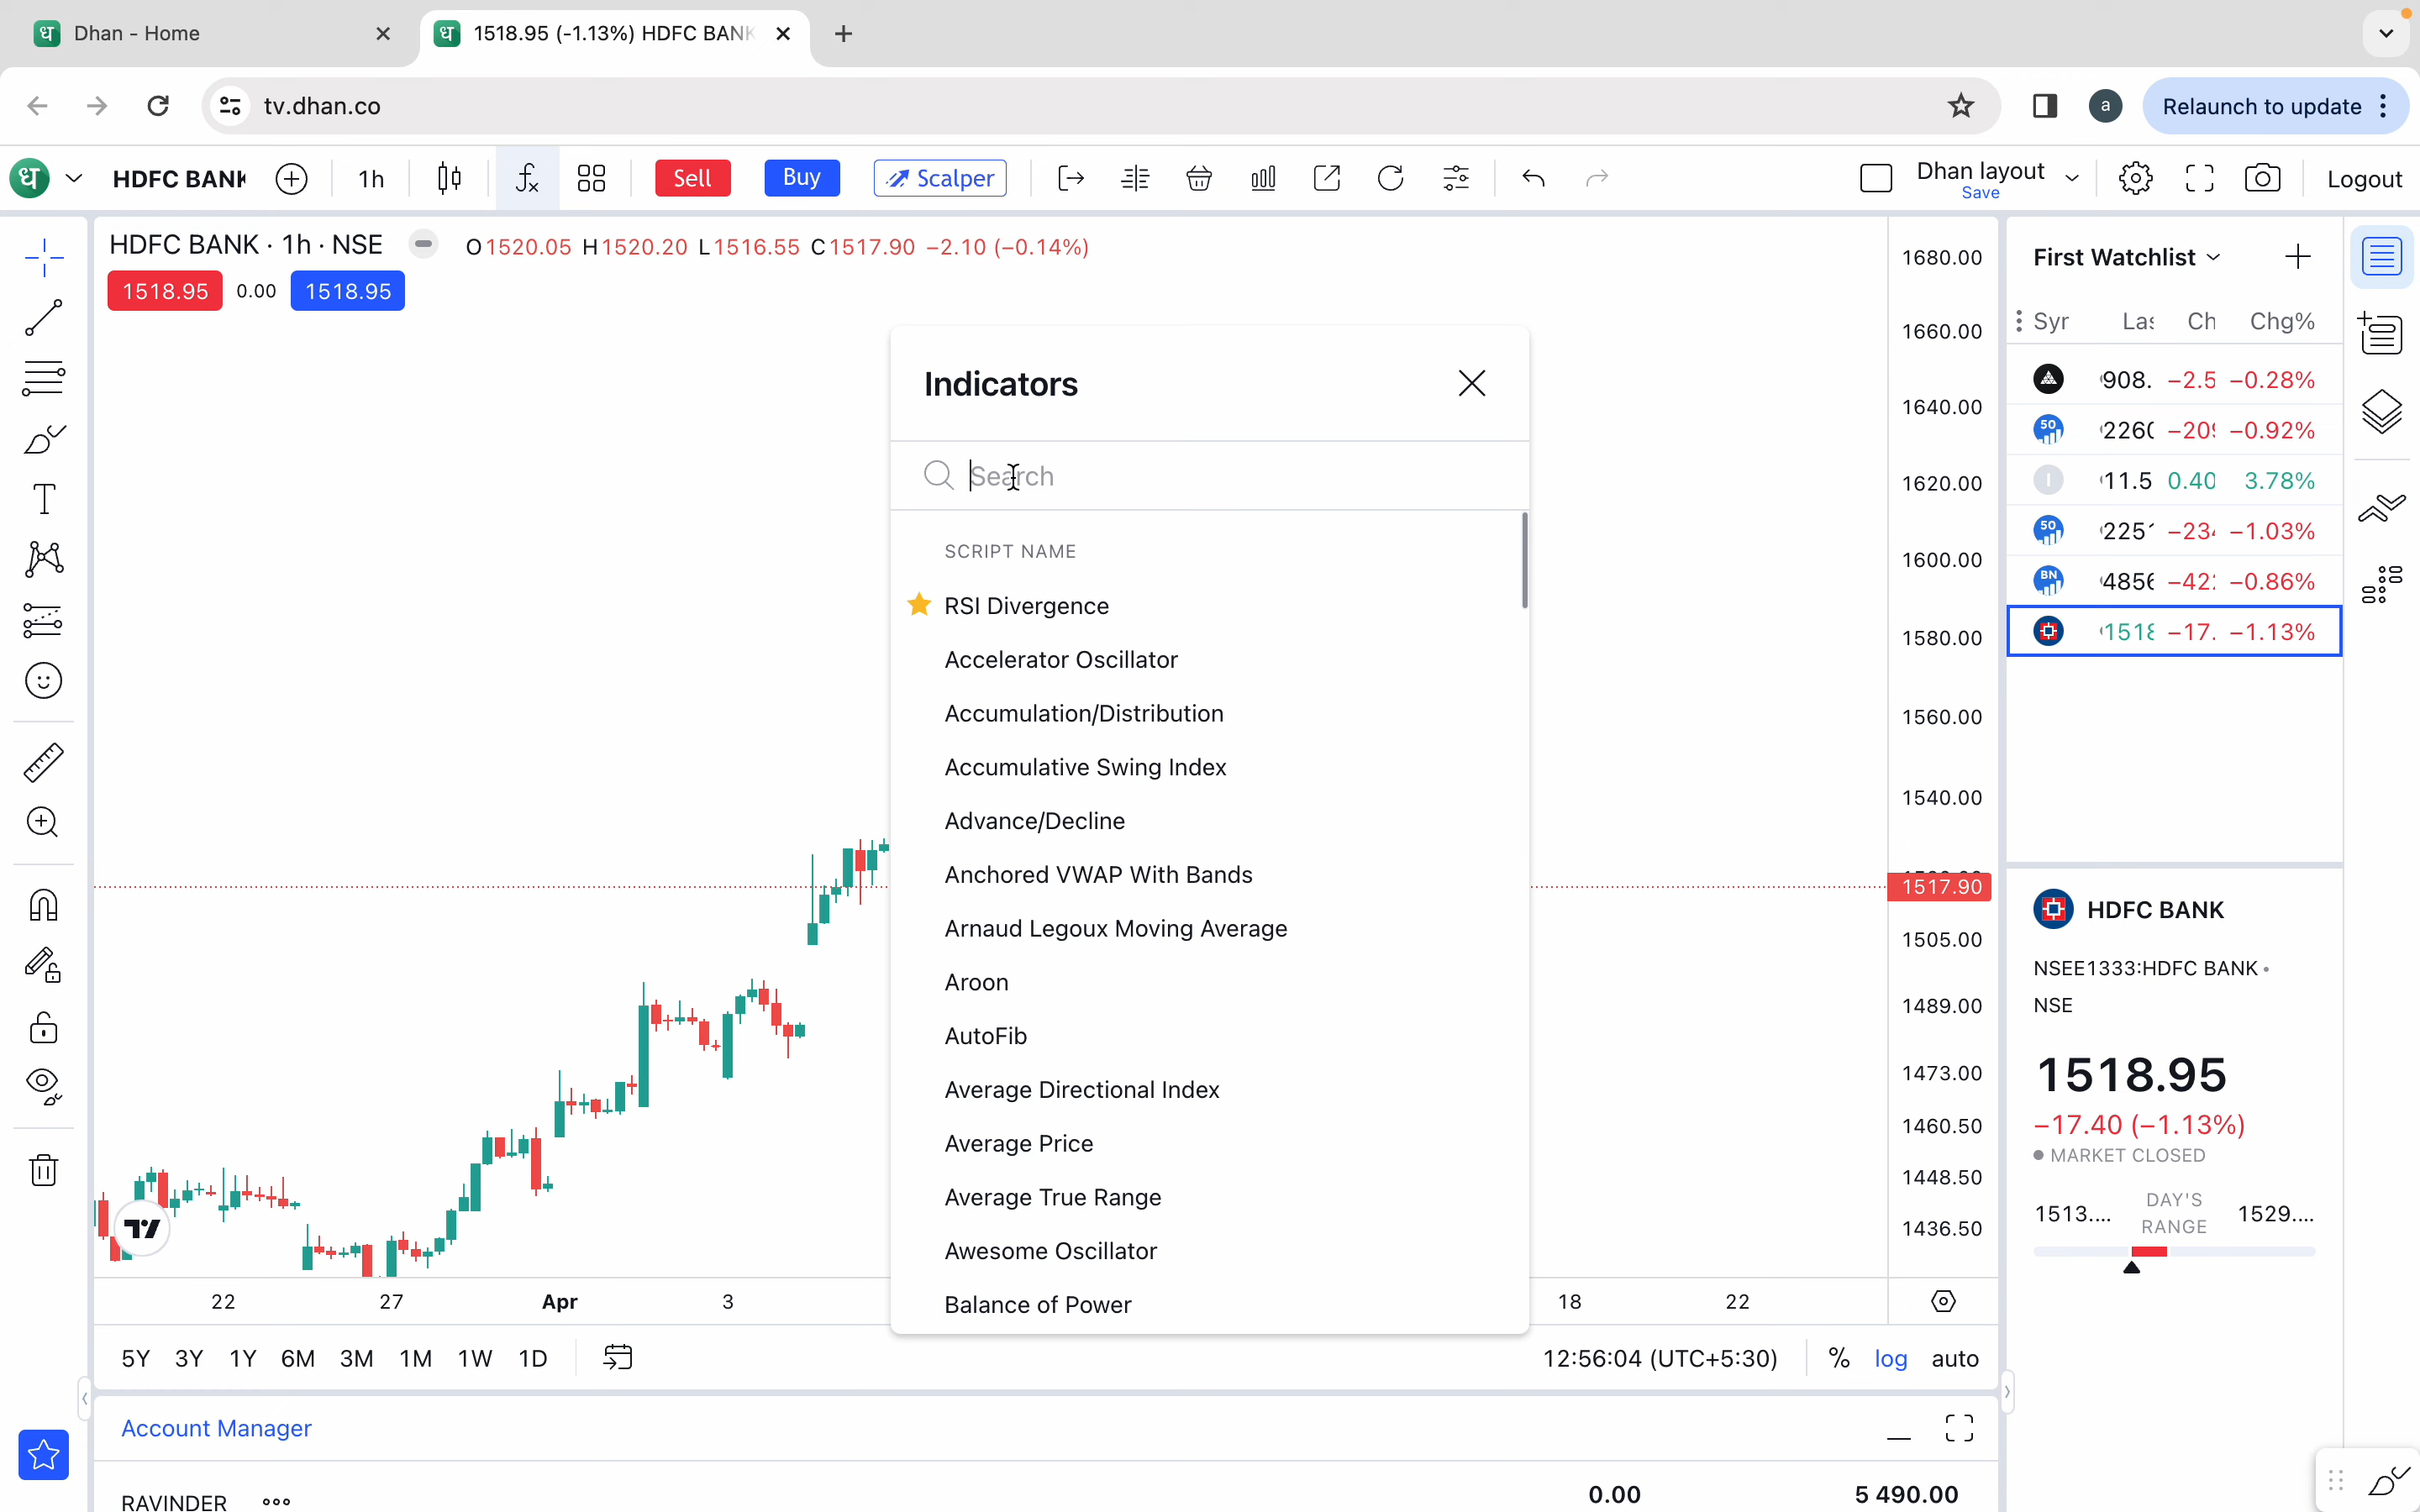 ध Dhan - Home
ध 1518.95 (-1.13%) HDFC BANK
tv.dhan.co
a
Relaunch to update
ध HDFC BANK
1h
Sell
Buy
Scalper
Dhan layout
Save
Logout
HDFC BANK · 1h · NSE
O1520.05 H1520.20 L1516.55 C1517.90 −2.10 (−0.14%)
1518.95
0.00
1518.95
Indicators
Search
SCRIPT NAME
RSI Divergence
Accelerator Oscillator
Accumulation/Distribution
Accumulative Swing Index
Advance/Decline
Anchored VWAP With Bands
Arnaud Legoux Moving Average
Aroon
AutoFib
Average Directional Index
Average Price
Average True Range
Awesome Oscillator
Balance of Power
1680.00
1660.00
1640.00
1620.00
1600.00
1580.00
1560.00
1540.00
1517.90
1505.00
1489.00
1473.00
1460.50
1448.50
1436.50
22
27
Apr
3
18
22
5Y 3Y 1Y 6M 3M 1M 1W 1D
12:56:04 (UTC+5:30)
% log auto
Account Manager
RAVINDER
0.00
5 490.00
First Watchlist
Chg%
908. −2.5 −0.28%
50 −0.92%
11.5 0.40 3.78%
50 −1.03%
BN −0.86%
1518 −17. −1.13%
HDFC BANK
NSEE1333:HDFC BANK •
NSE
1518.95
−17.40 (−1.13%)
MARKET CLOSED
1513.... DAY'S RANGE 1529....